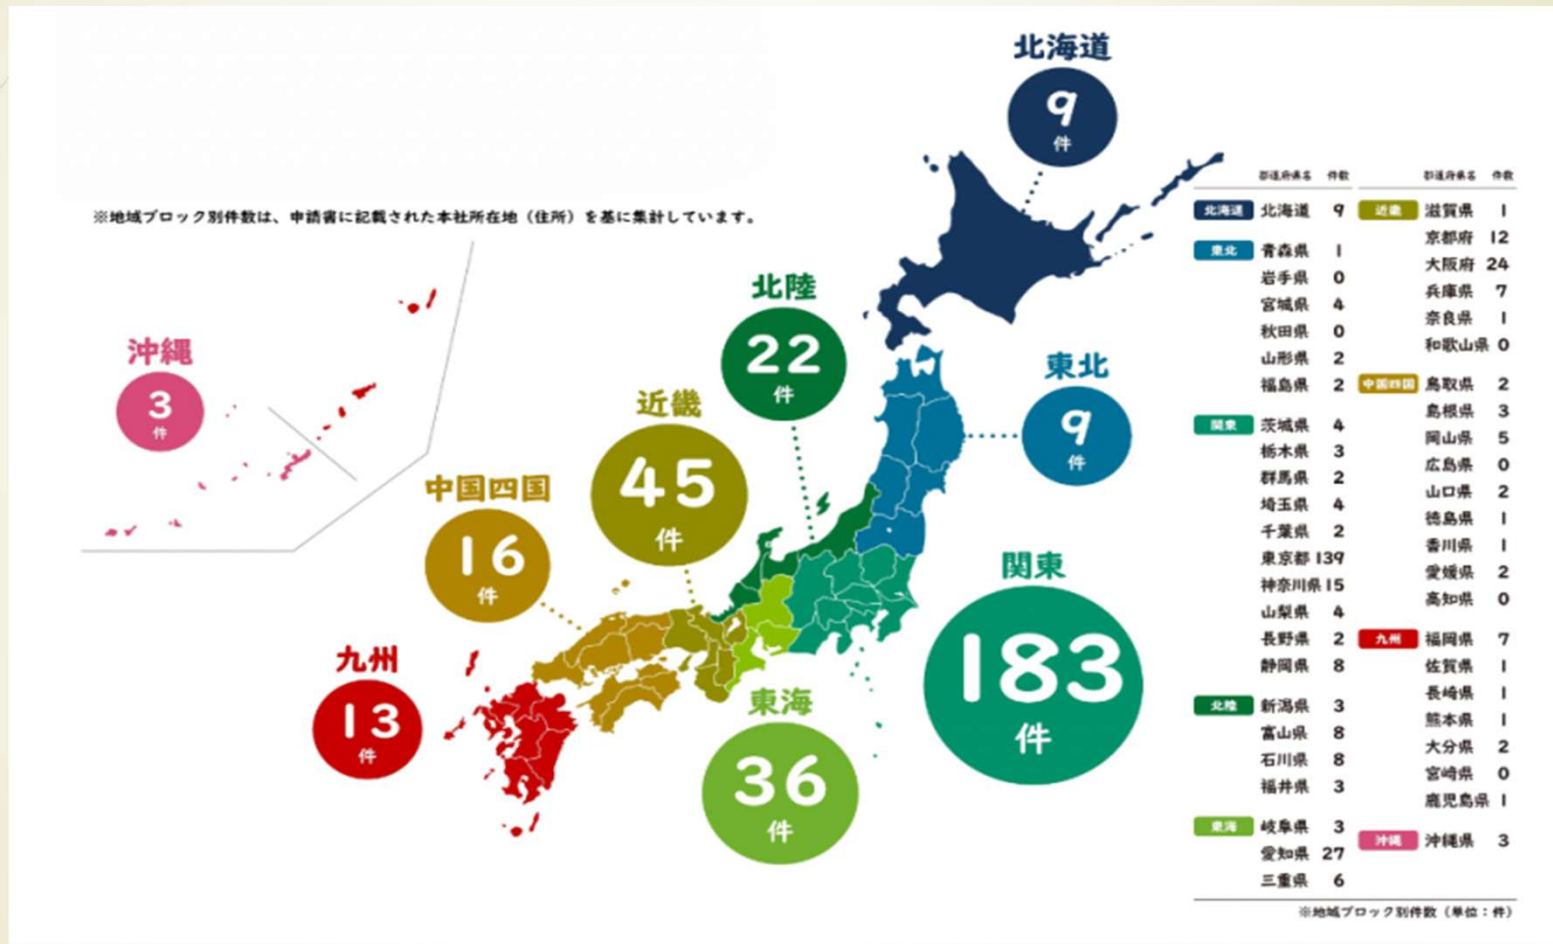 北海道
9
件
※地域ブロック別件数は、申請書に記載された本社所在地（住所）を基に集計しています。
北陸
22
件
沖縄
3
件
東北
9
件
近畿
45
件
中国四国
16
件
関東
183
件
九州
13
件
東海
36
件
都道府県名 件数
北海道 北海道 9
東北 青森県 1
岩手県 0
宮城県 4
秋田県 0
山形県 2
福島県 2
関東 茨城県 4
栃木県 3
群馬県 2
埼玉県 4
千葉県 2
東京都 139
神奈川県 15
山梨県 4
長野県 2
静岡県 8
北陸 新潟県 3
富山県 8
石川県 8
福井県 3
東海 岐阜県 3
愛知県 27
三重県 6
都道府県名 件数
近畿 滋賀県 1
京都府 12
大阪府 24
兵庫県 7
奈良県 1
和歌山県 0
中国四国 鳥取県 2
島根県 3
岡山県 5
広島県 0
山口県 2
徳島県 1
香川県 1
愛媛県 2
高知県 0
九州 福岡県 7
佐賀県 1
長崎県 1
熊本県 1
大分県 2
宮崎県 0
鹿児島県 1
沖縄 沖縄県 3
※地域ブロック別件数（単位：件）